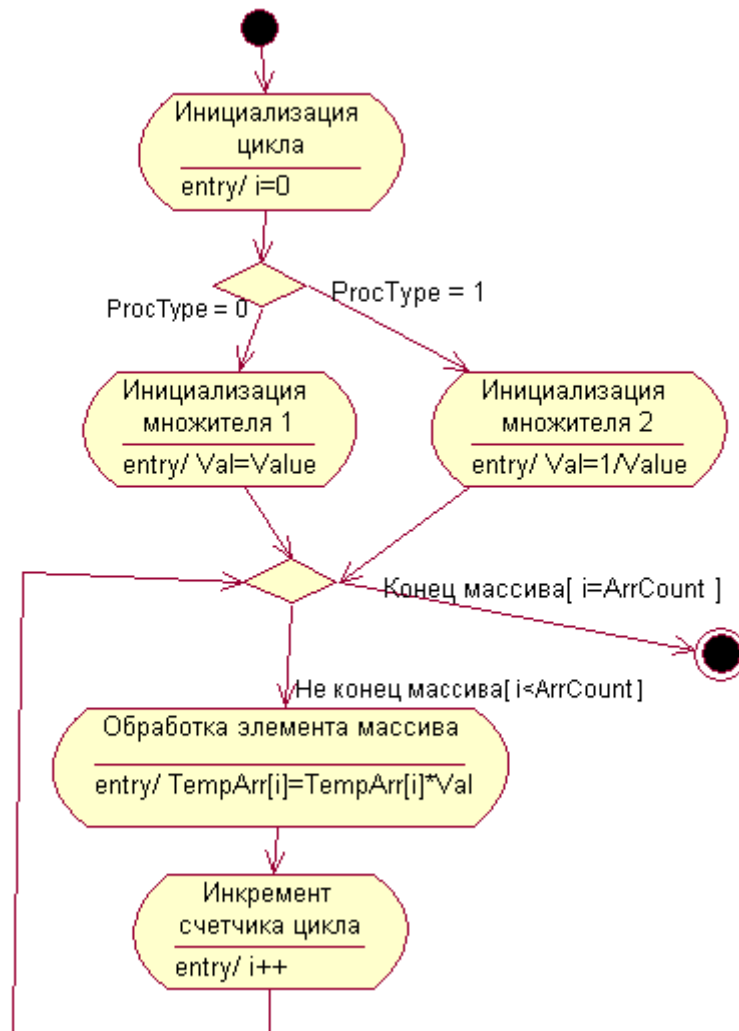 Инициализация
цикла
entry/ i=0
ProcType = 0
ProcType = 1
Инициализация
множителя 1
entry/ Val=Value
Инициализация
множителя 2
entry/ Val=1/Value
Конец массива[ i=ArrCount ]
Не конец массива[ i<ArrCount ]
Обработка элемента массива
entry/ TempArr[i]=TempArr[i]*Val
Инкремент
счетчика цикла
entry/ i++